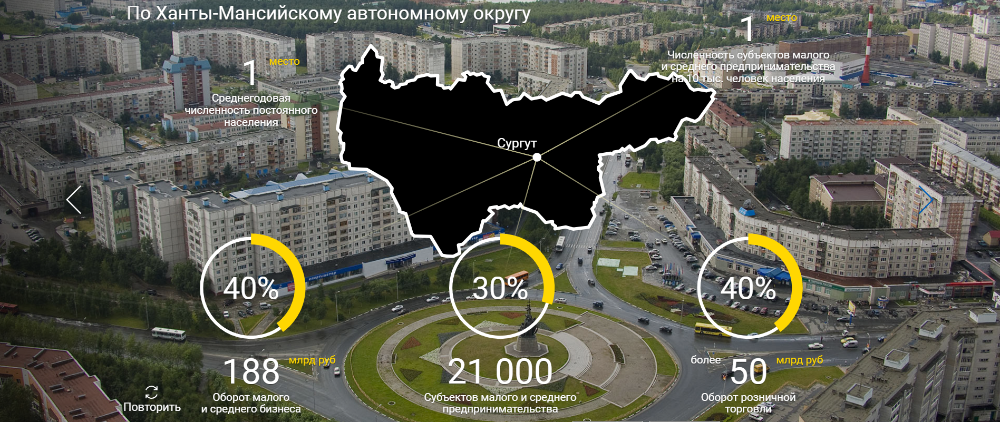 По Ханты-Мансийскому автономному округу
1 место
Среднегодовая
численность постоянного
населения
1 место
Численность субъектов малого
и среднего предпринимательства
на 10 тыс. человек населения
Сургут
40%
188 млрд руб
Оборот малого
и среднего бизнеса
30%
21 000
Субъектов малого и среднего
предпринимательства
40%
более 50 млрд руб
Оборот розничной
торговли
Повторить
спортмастер